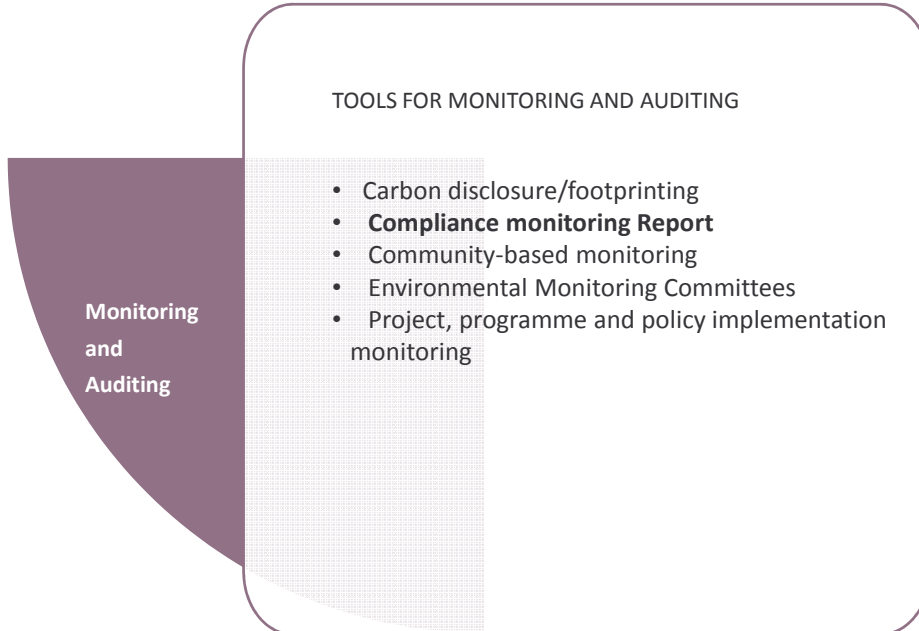 TOOLS FOR MONITORING AND AUDITING
• Carbon disclosure/footprinting
• Compliance monitoring Report
• Community-based monitoring
• Environmental Monitoring Committees
• Project, programme and policy implementation
monitoring
Monitoring
and
Auditing